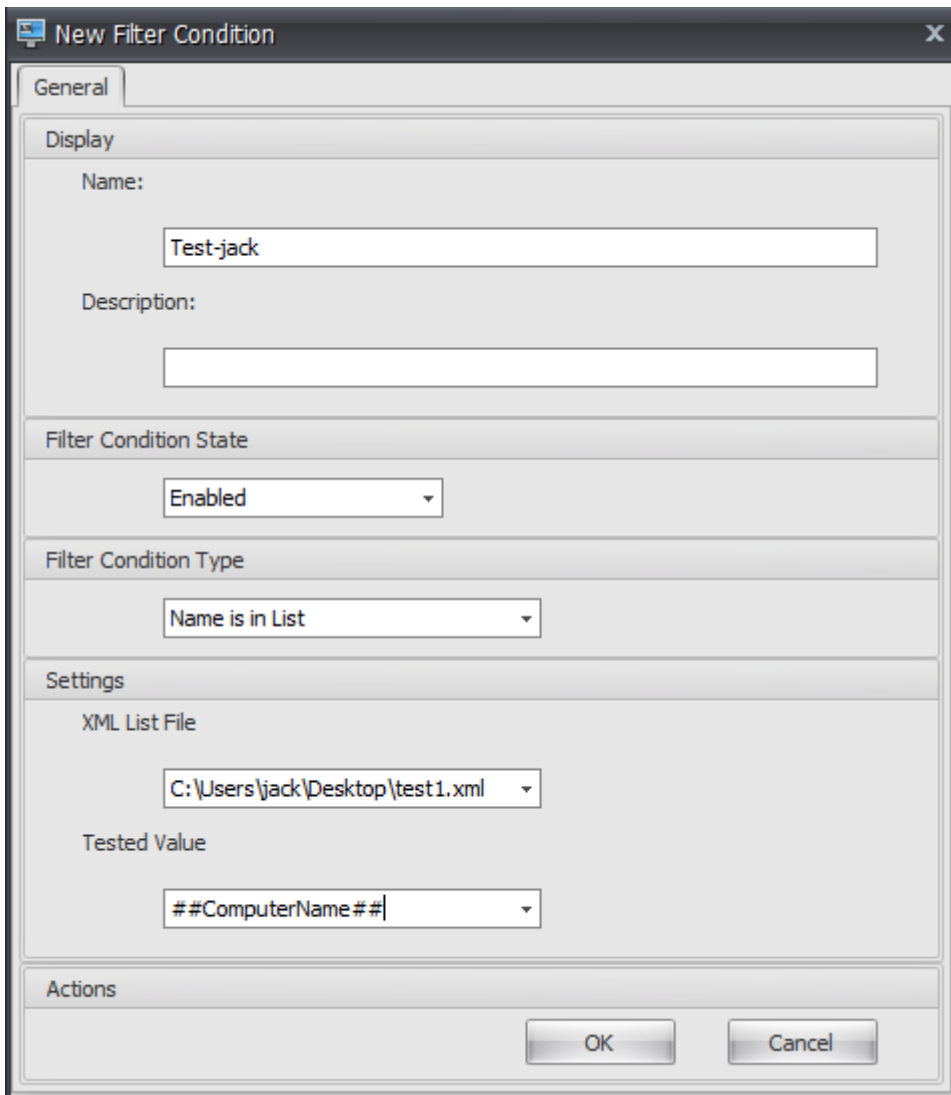 New Filter Condition
General
Display
Name:
Test-jack
Description:
Filter Condition State
Enabled
Filter Condition Type
Name is in List
Settings
XML List File
C:\Users\jack\Desktop\test1.xml
Tested Value
##ComputerName##
Actions
OK Cancel